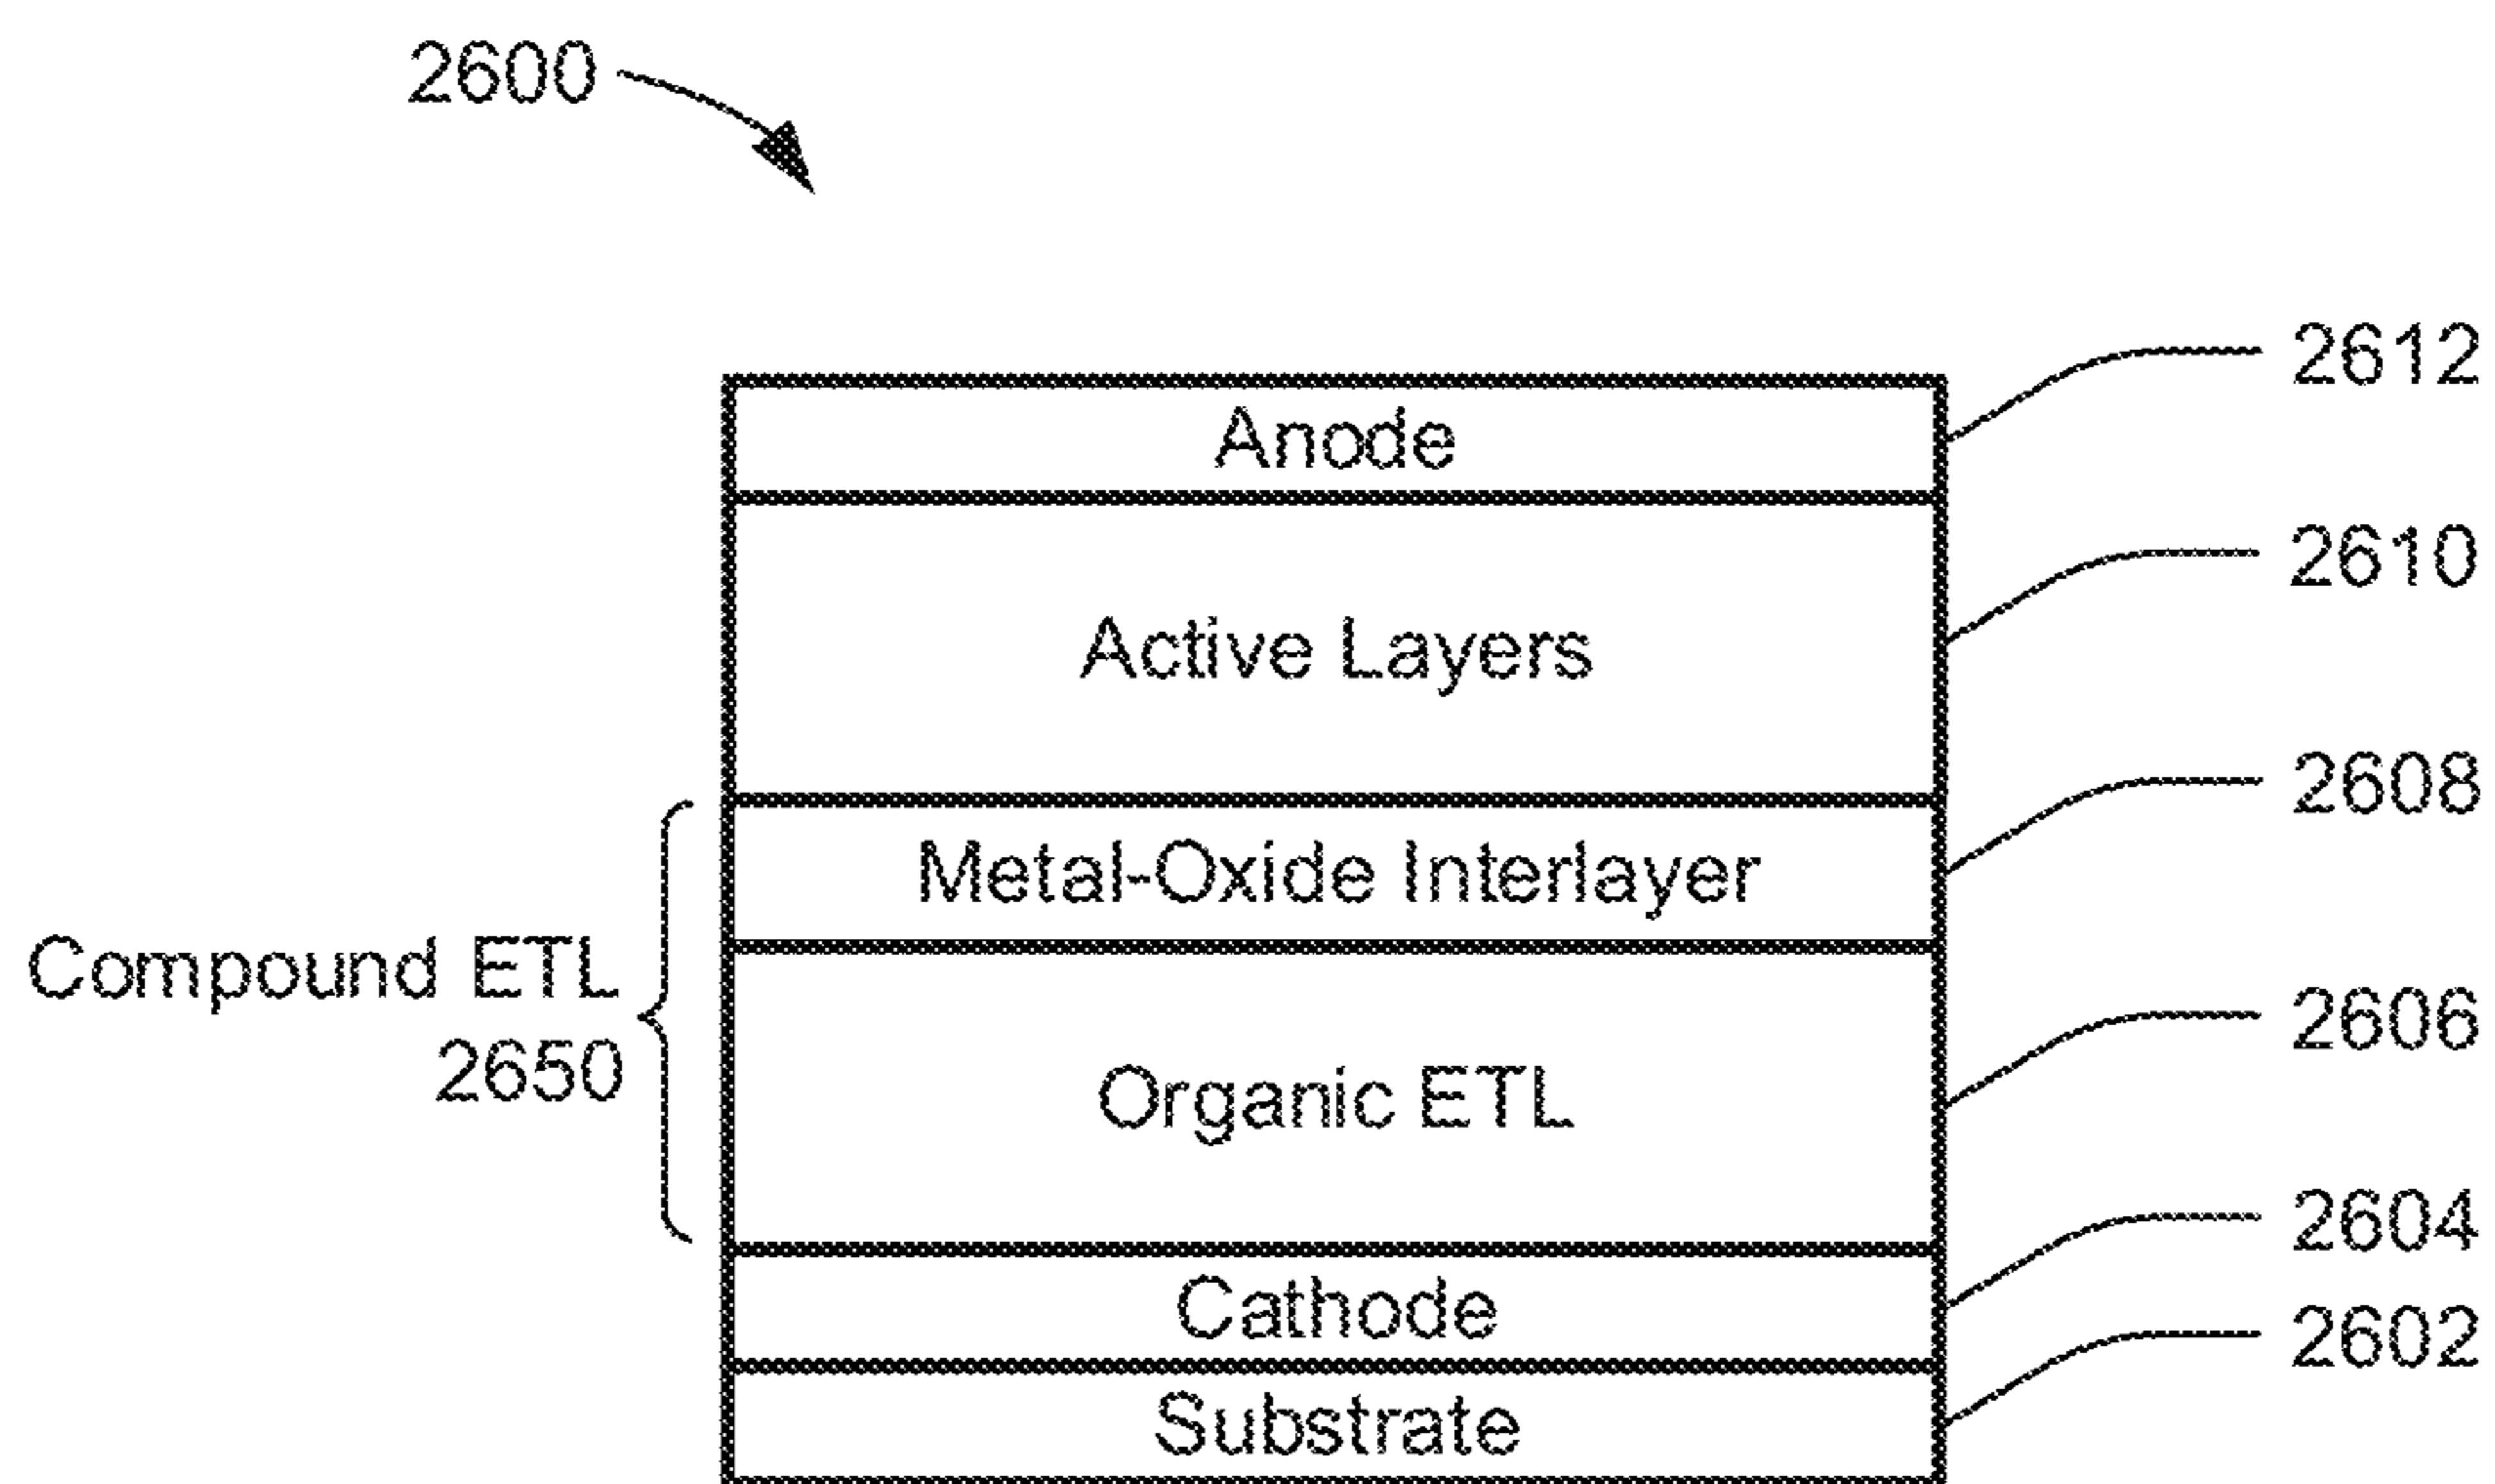 2600
2612
Anode
2610
Active Layers
2608
Metal-Oxide Interlayer
Compound ETL
2650
2606
Organic ETL
2604
Cathode
2602
Substrate